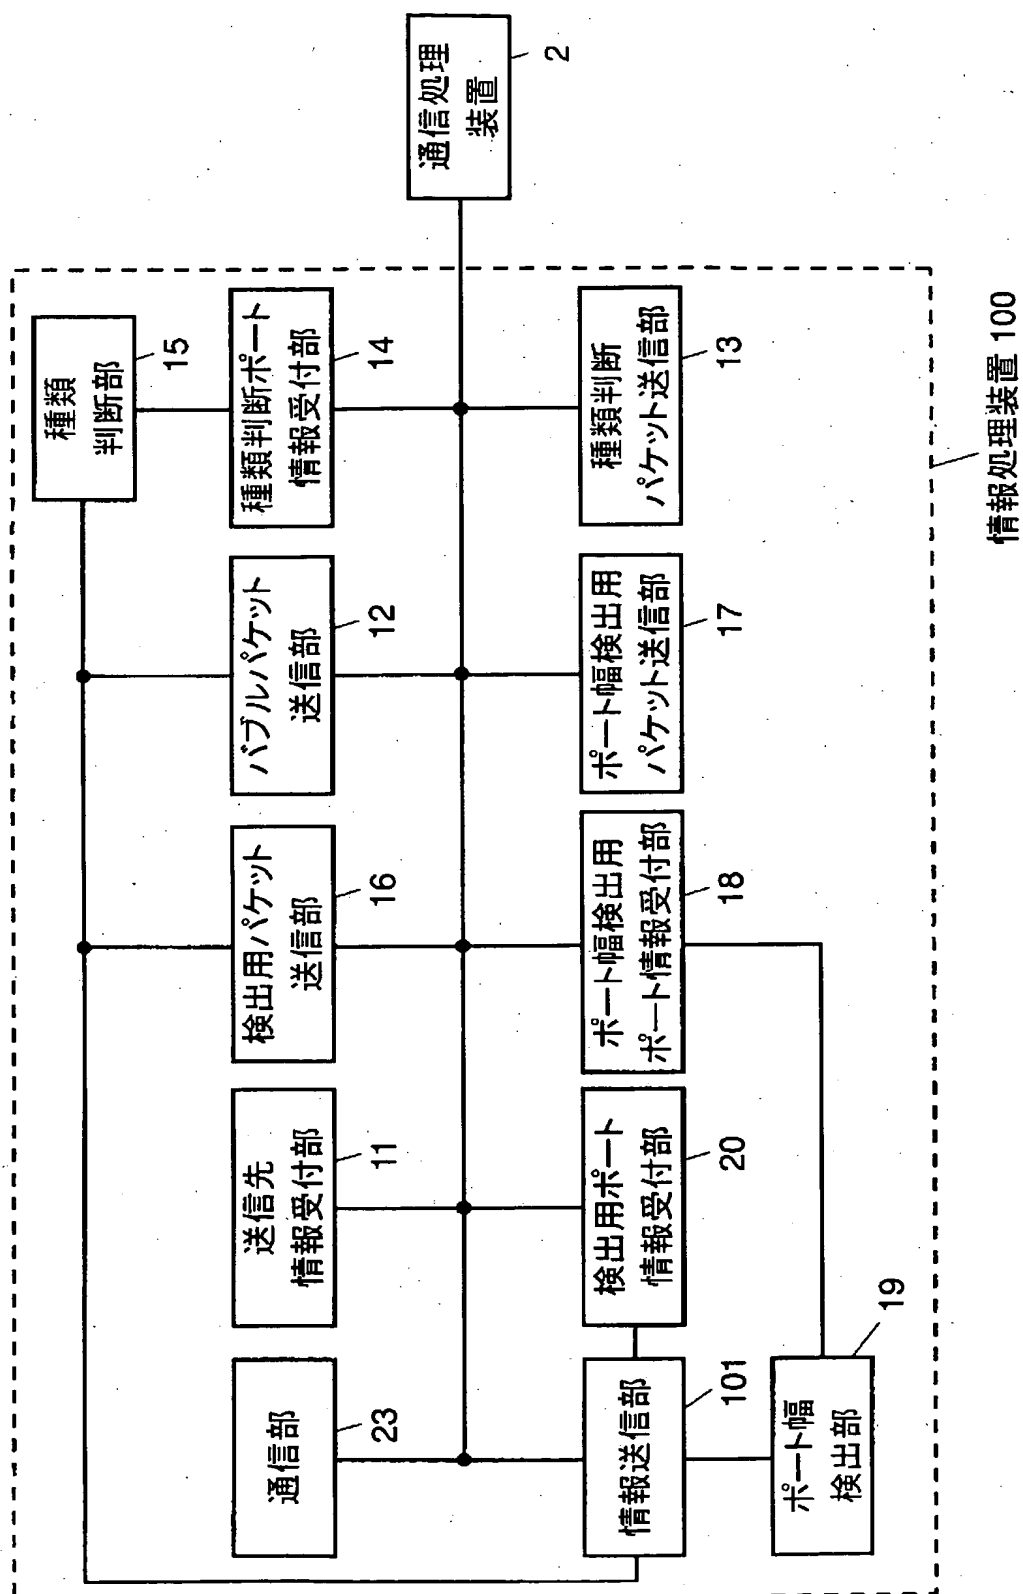 種類
判断部
15
通信部
23
送信先
情報受付部
11
検出用パケット
送信部
16
バブルパケット
送信部
12
種類判断ポート
情報受付部
14
通信処理
装置
2
情報送信部
101
検出用ポート
情報受付部
20
ポート幅検出用
ポート情報受付部
18
ポート幅検出用
パケット送信部
17
種類判断
パケット送信部
13
ポート幅
検出部
19
情報処理装置 100